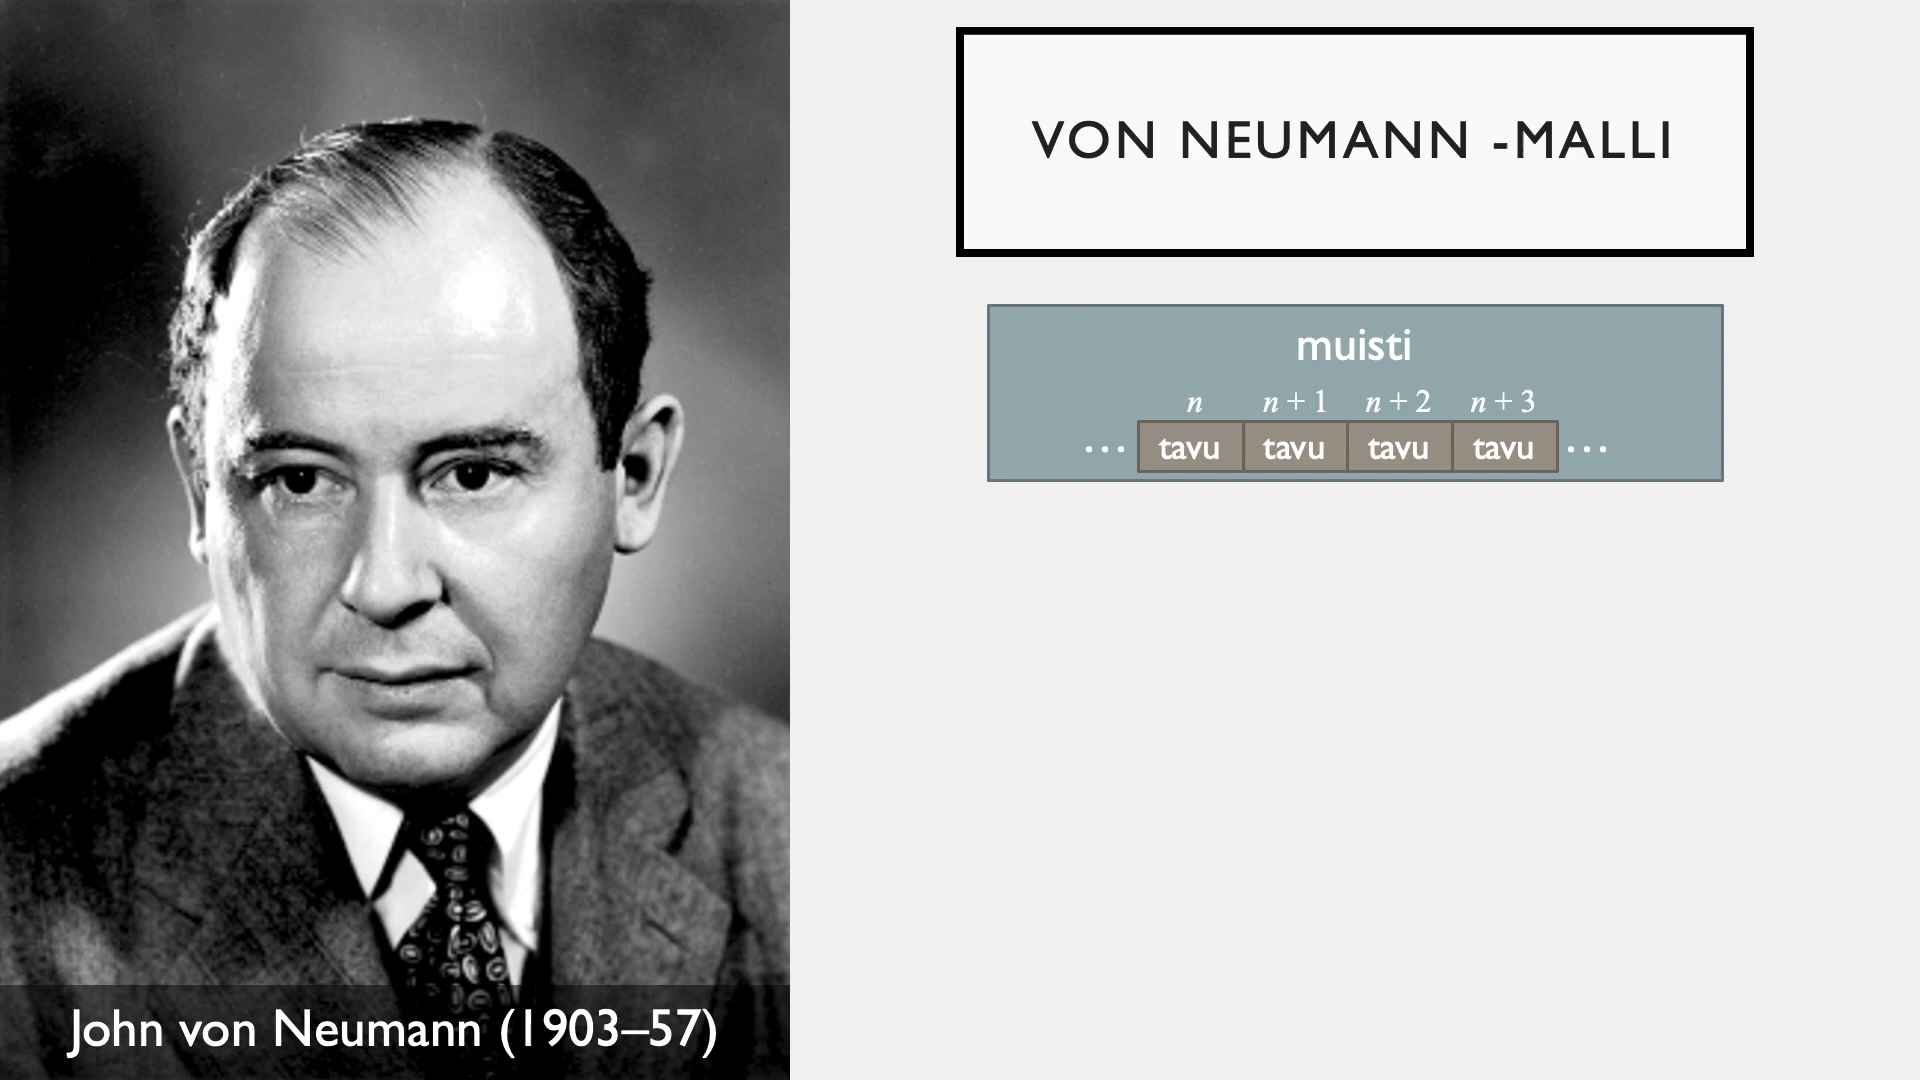 VON NEUMANN -MALLI
muisti
n n + 1 n + 2 n + 3
... tavu tavu tavu tavu ...
John von Neumann (1903–57)